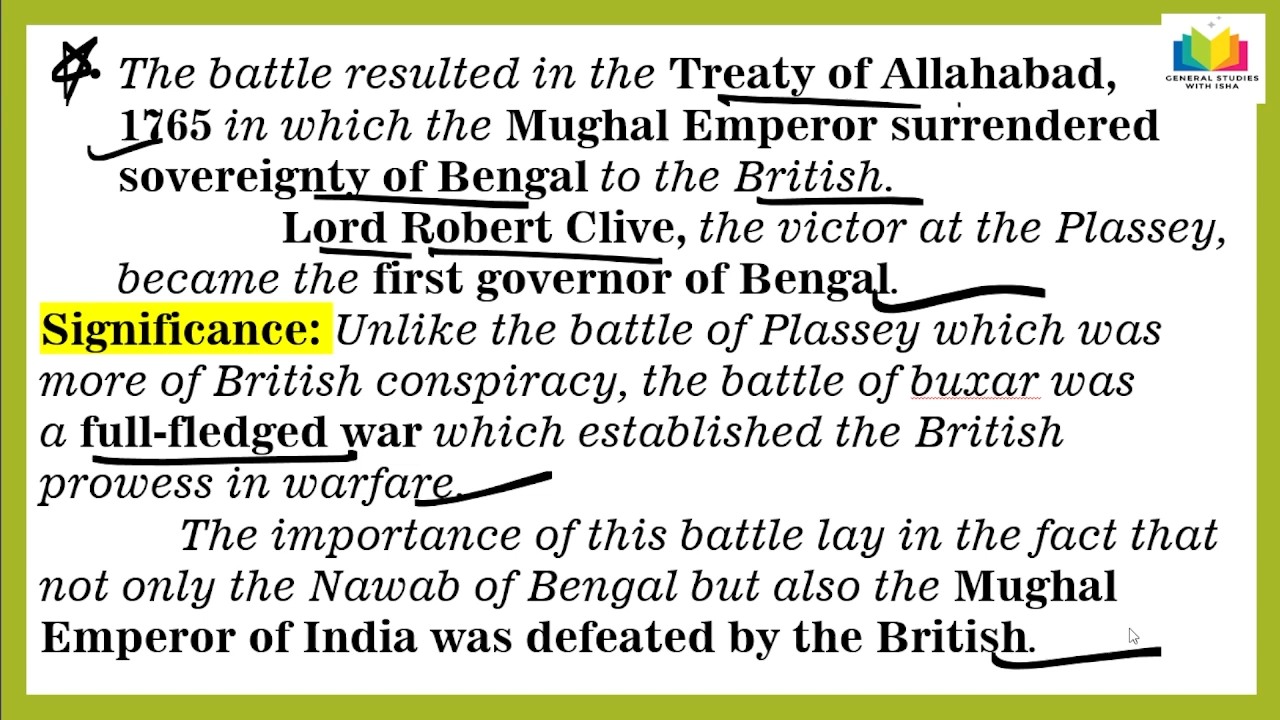 The battle resulted in the Treaty of Allahabad,
1765 in which the Mughal Emperor surrendered
sovereignty of Bengal to the British.
Lord Robert Clive, the victor at the Plassey,
became the first governor of Bengal.
Significance: Unlike the battle of Plassey which was
more of British conspiracy, the battle of buxar was
a full-fledged war which established the British
prowess in warfare.
The importance of this battle lay in the fact that
not only the Nawab of Bengal but also the Mughal
Emperor of India was defeated by the British.
GENERAL STUDIES
WITH ISHA